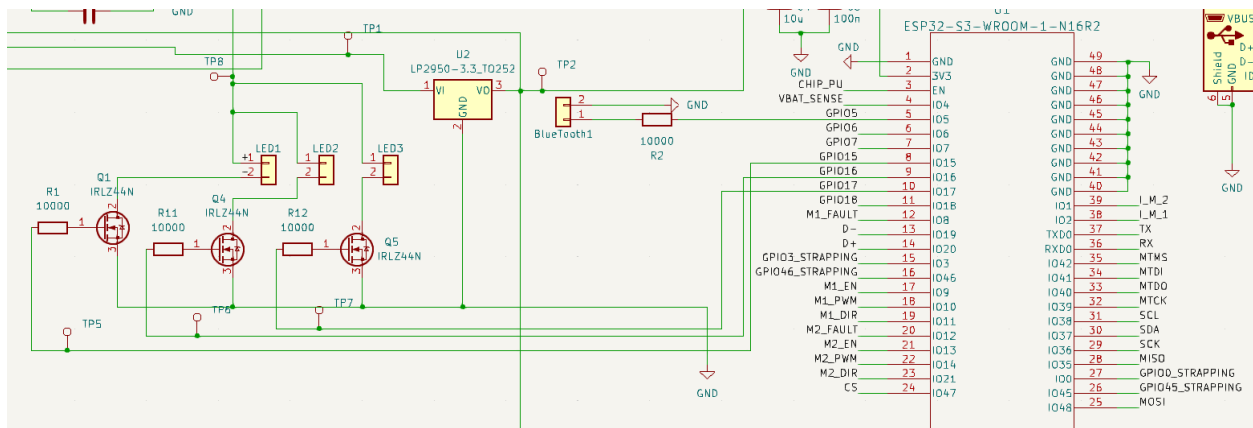 GND
10u
100n
GND
U1
ESP32-S3-WROOM-1-N16R2
VBUS
D+
D-
ID
Shield
GND
6
5
GND
TP1
TP8
U2
LP2950-3.3_TO252
1
VI
VO
3
GND
2
TP2
2
1
BlueTooth1
GND
10000
R2
GND
LED1
+1
-2
LED2
1
2
LED3
1
2
R1
10000
1
Q1
IRLZ44N
2
3
R11
10000
1
Q4
IRLZ44N
2
3
R12
10000
1
Q5
IRLZ44N
2
3
TP5
TP6
TP7
GND
1 GND
2 3V3
CHIP_PU 3 EN
VBAT_SENSE 4 IO4
GPIO5 5 IO5
GPIO6 6 IO6
GPIO7 7 IO7
GPIO15 8 IO15
GPIO16 9 IO16
GPIO17 10 IO17
GPIO18 11 IO18
M1_FAULT 12 IO8
D- 13 IO19
D+ 14 IO20
GPIO3_STRAPPING 15 IO3
GPIO46_STRAPPING 16 IO46
M1_EN 17 IO9
M1_PWM 18 IO10
M1_DIR 19 IO11
M2_FAULT 20 IO12
M2_EN 21 IO13
M2_PWM 22 IO14
M2_DIR 23 IO21
CS 24 IO47
GND 49
GND 48
GND 47
GND 46
GND 45
GND 44
GND 43
GND 42
GND 41
GND 40
GND
IO1 39 I_M_2
IO2 38 I_M_1
TXD0 37 TX
RXD0 36 RX
IO42 35 MTMS
IO41 34 MTDI
IO40 33 MTDO
IO39 32 MTCK
IO38 31 SCL
IO37 30 SDA
IO36 29 SCK
IO35 28 MISO
IO0 27 GPIO0_STRAPPING
IO45 26 GPIO45_STRAPPING
IO48 25 MOSI